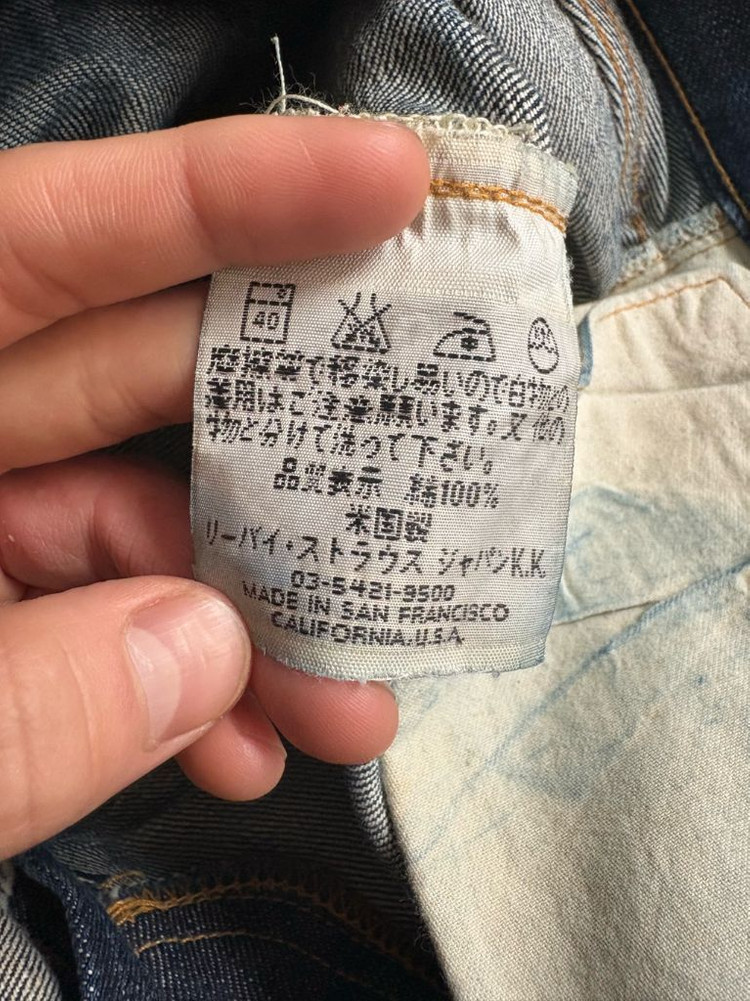 40
摩擦等で移染し易いので白物との
着用はご注意願います。又他の
物と分けて洗って下さい。
品質表示 綿100%
米国製
リーバイ・ストラウス ジャパンK.K.
03-5421-3500
MADE IN SAN FRANCISCO
CALIFORNIA.U.S.A.